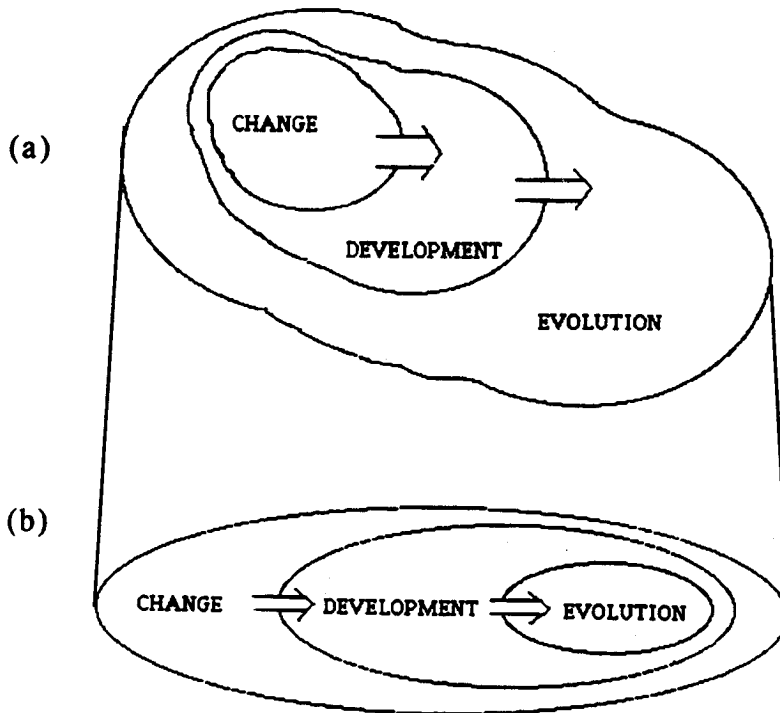 (a)
CHANGE
DEVELOPMENT
EVOLUTION
(b)
CHANGE DEVELOPMENT EVOLUTION